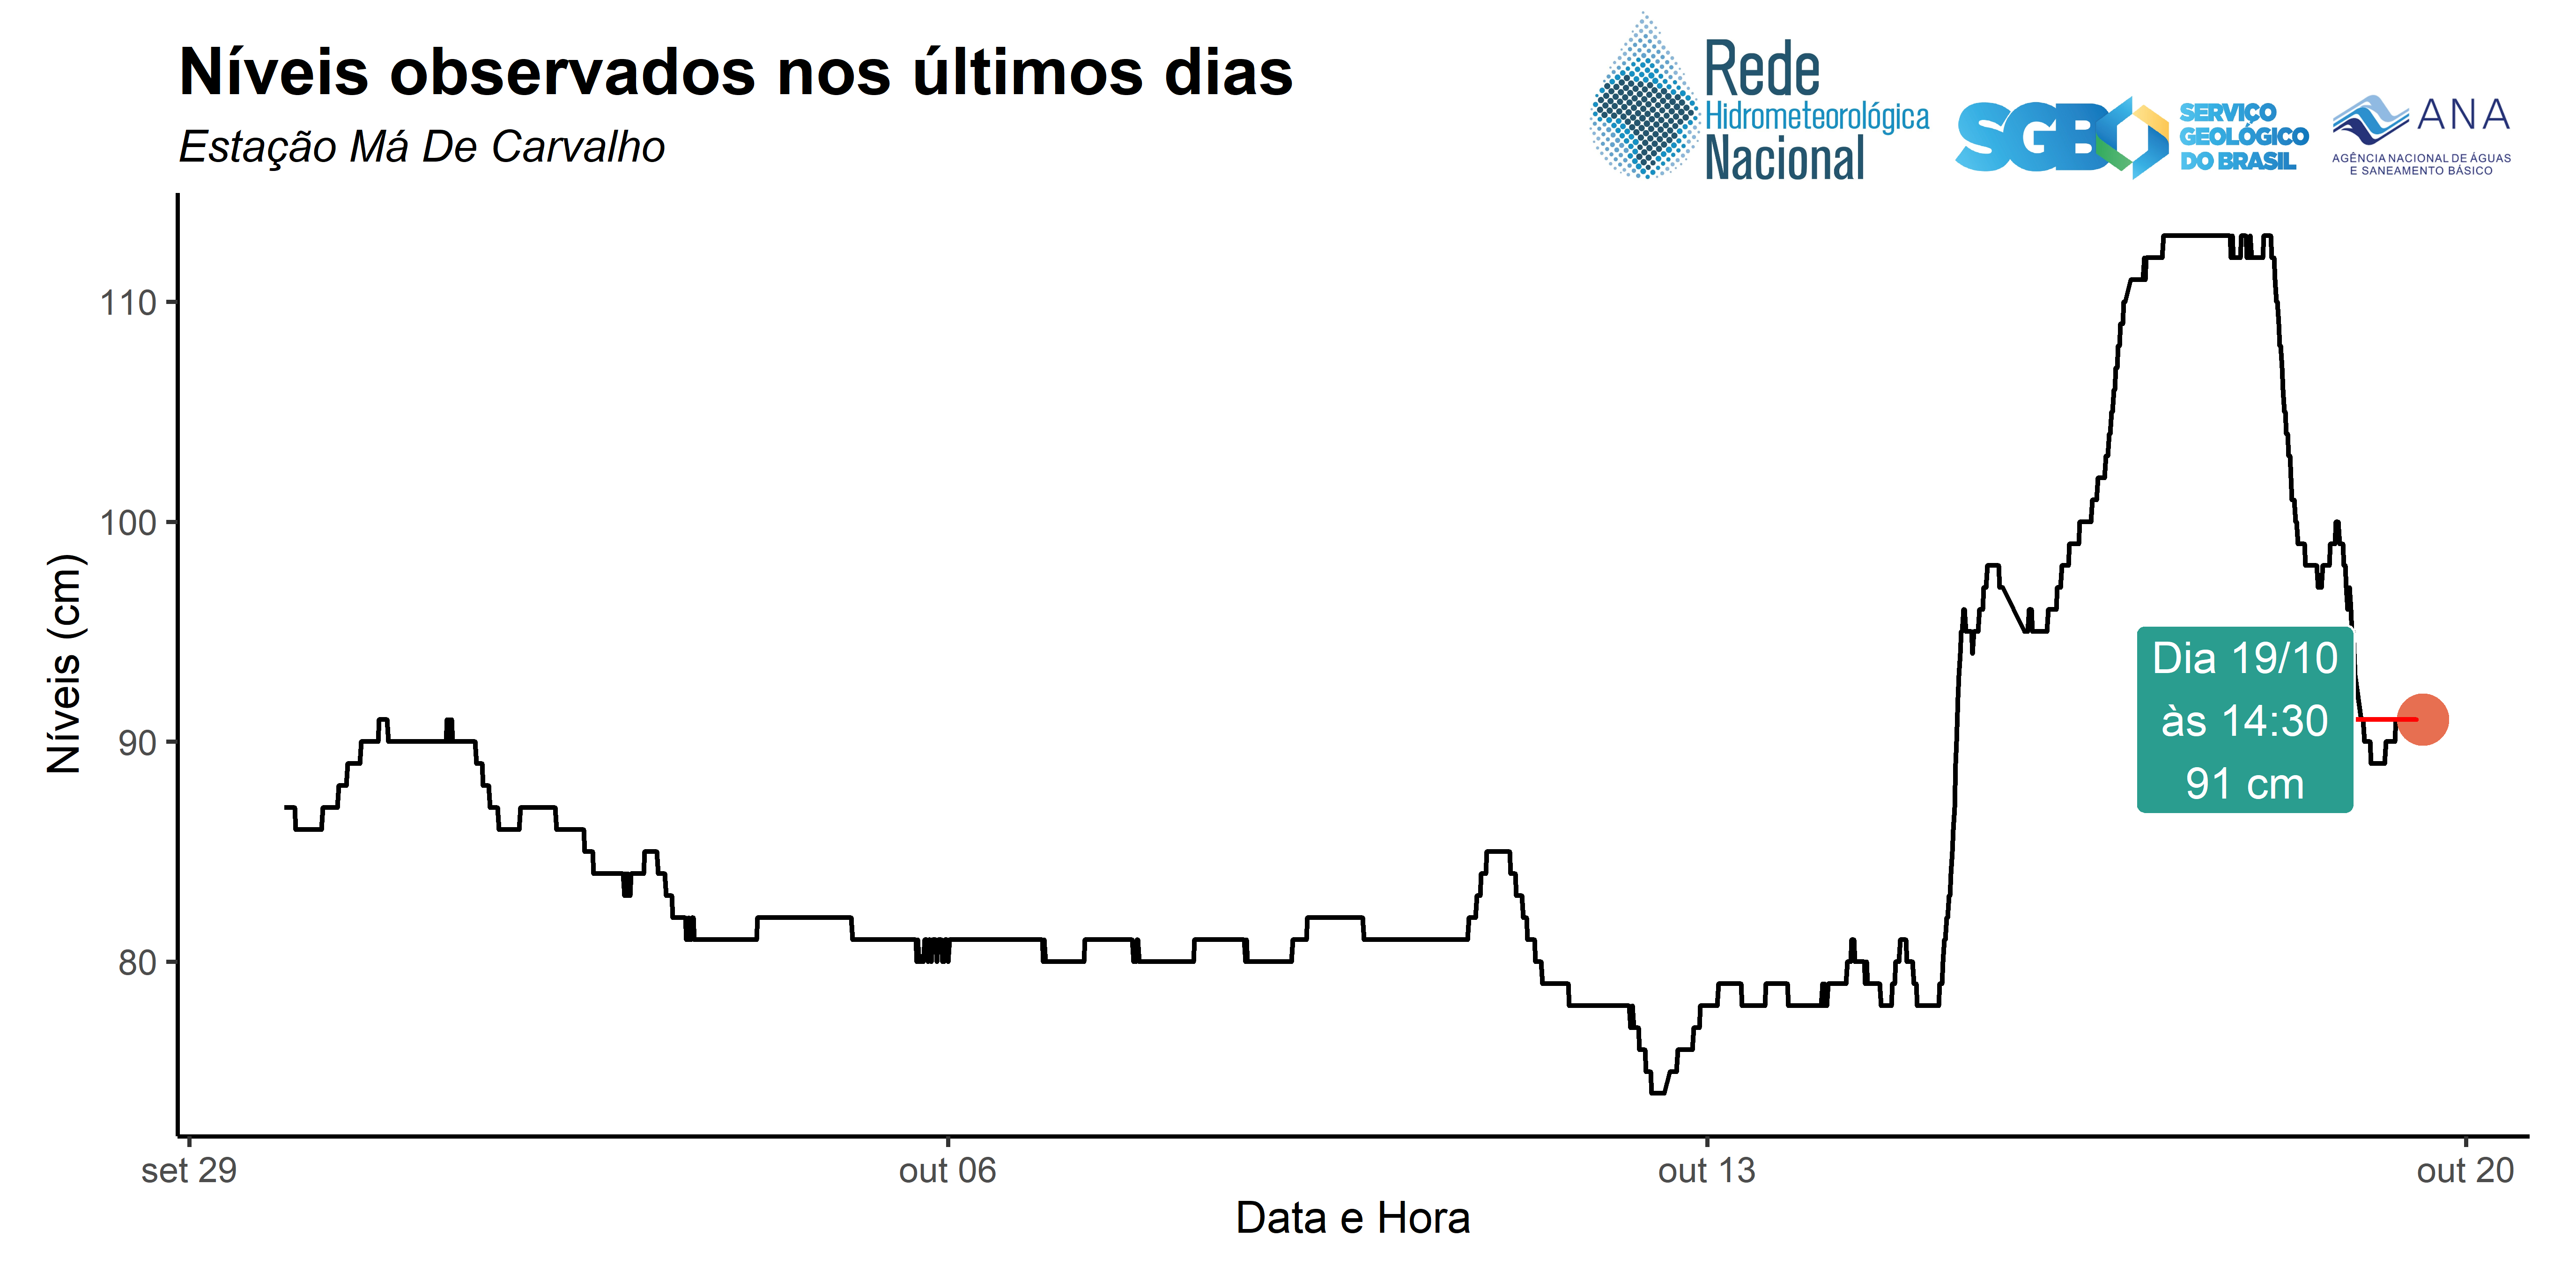 Níveis observados nos últimos dias
Estação Má De Carvalho
Rede
Hidrometeorológica
Nacional
SGB
SERVIÇO
GEOLÓGICO
DO BRASIL
ANA
AGÊNCIA NACIONAL DE ÁGUAS
E SANEAMENTO BÁSICO
Níveis (cm)
110
100
90
80
Dia 19/10
às 14:30
91 cm
set 29
out 06
out 13
out 20
Data e Hora